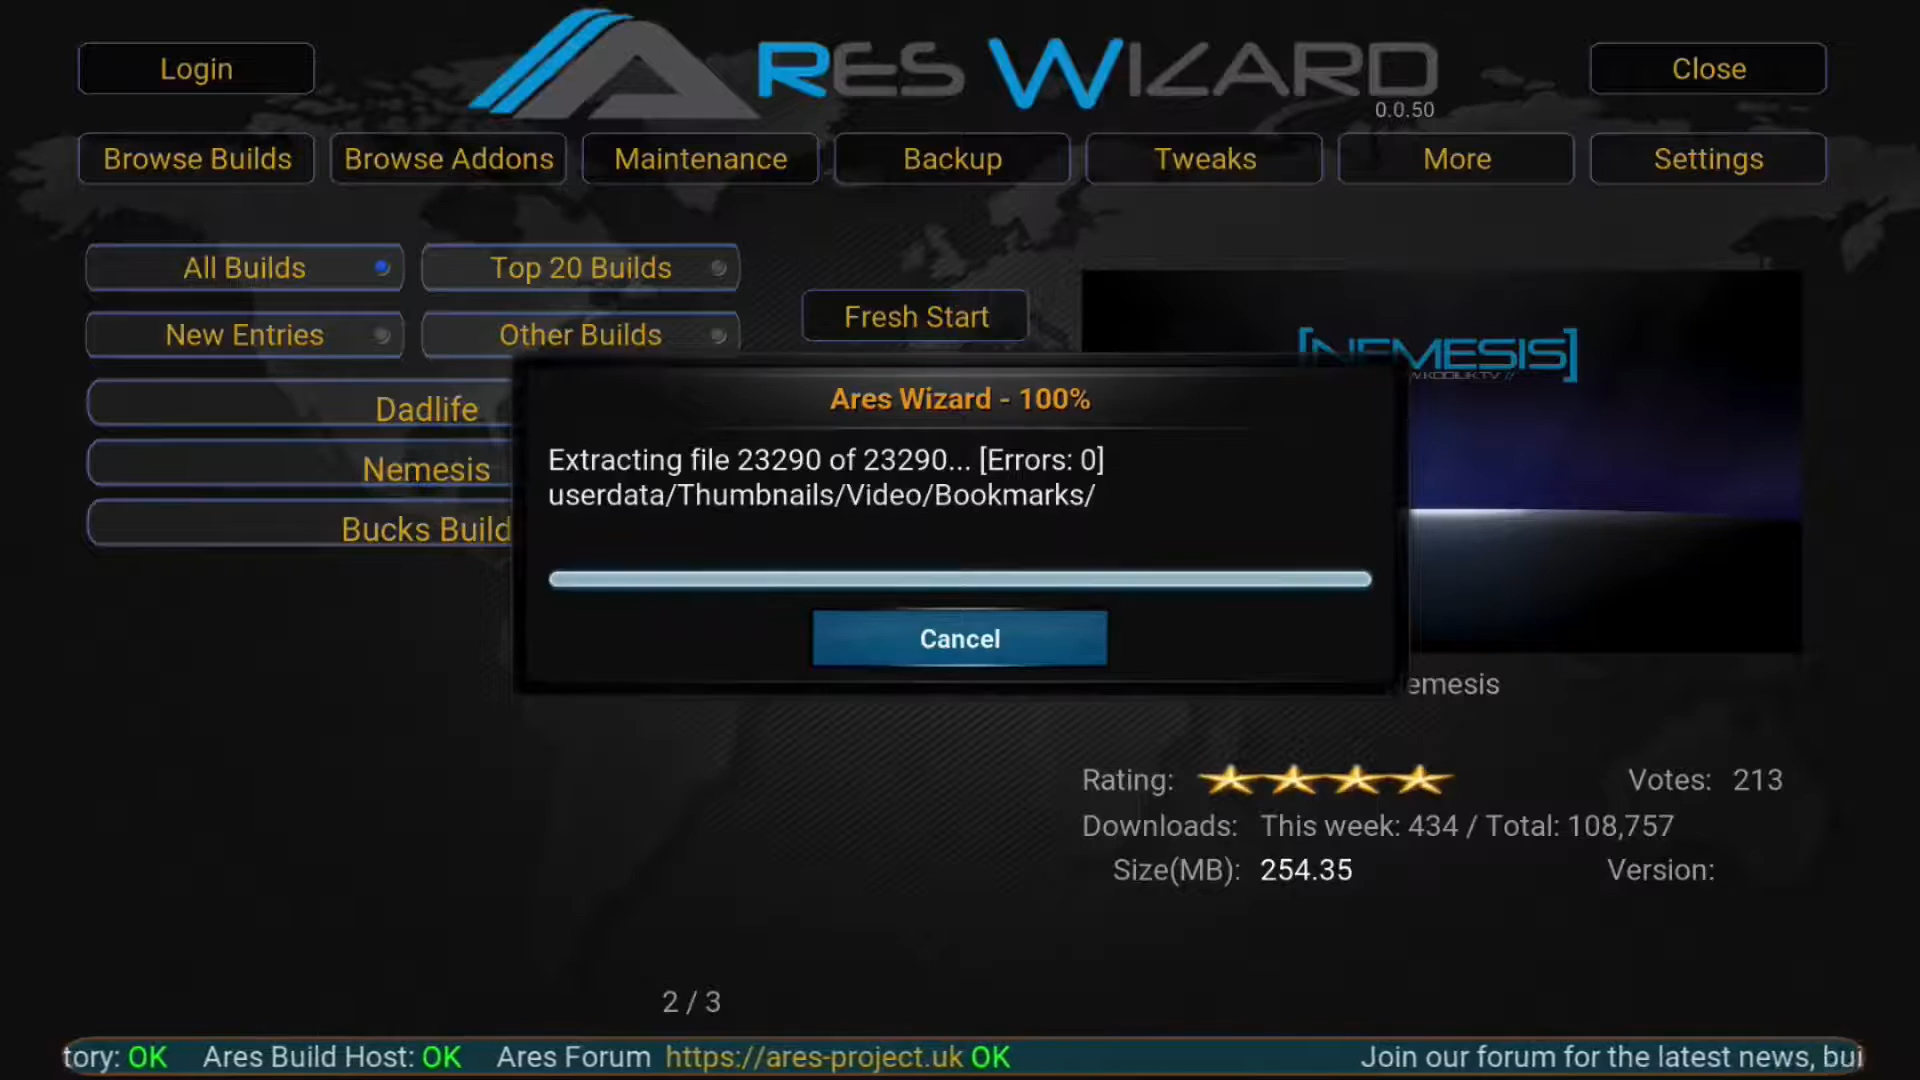 Login
ARES WIZARD
0.0.50
Close
Browse Builds
Browse Addons
Maintenance
Backup
Tweaks
More
Settings
All Builds
Top 20 Builds
New Entries
Other Builds
Fresh Start
[NEMESIS]
Dadlife
Nemesis
Bucks Build
Ares Wizard - 100%
Extracting file 23290 of 23290... [Errors: 0]
userdata/Thumbnails/Video/Bookmarks/
Cancel
emesis
Rating:
Votes: 213
Downloads: This week: 434 / Total: 108,757
Size(MB): 254.35
Version:
2 / 3
tory: OK Ares Build Host: OK Ares Forum https://ares-project.uk OK Join our forum for the latest news, bui